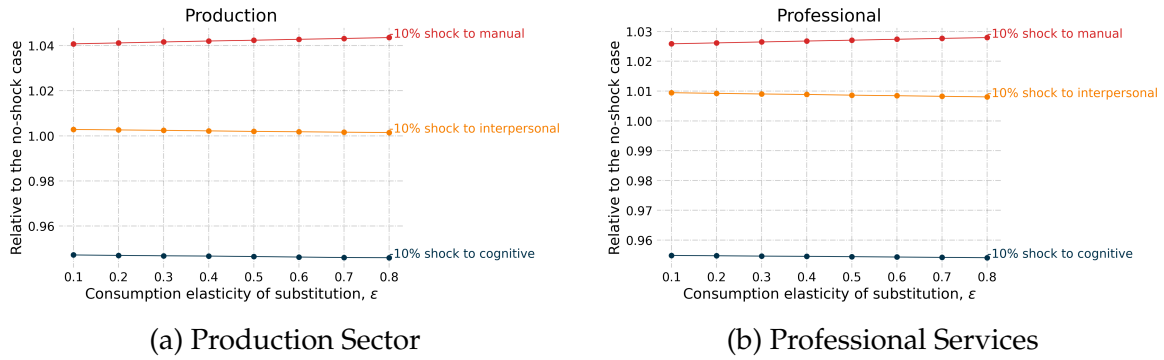 Production
Relative to the no-shock case
1.04
1.02
1.00
0.98
0.96
-10% shock to manual
-10% shock to interpersonal
-10% shock to cognitive
0.1 0.2 0.3 0.4 0.5 0.6 0.7 0.8
Consumption elasticity of substitution, ε
(a) Production Sector
Professional
Relative to the no-shock case
1.03
1.02
1.01
1.00
0.99
0.98
0.97
0.96
-10% shock to manual
-10% shock to interpersonal
-10% shock to cognitive
0.1 0.2 0.3 0.4 0.5 0.6 0.7 0.8
Consumption elasticity of substitution, ε
(b) Professional Services